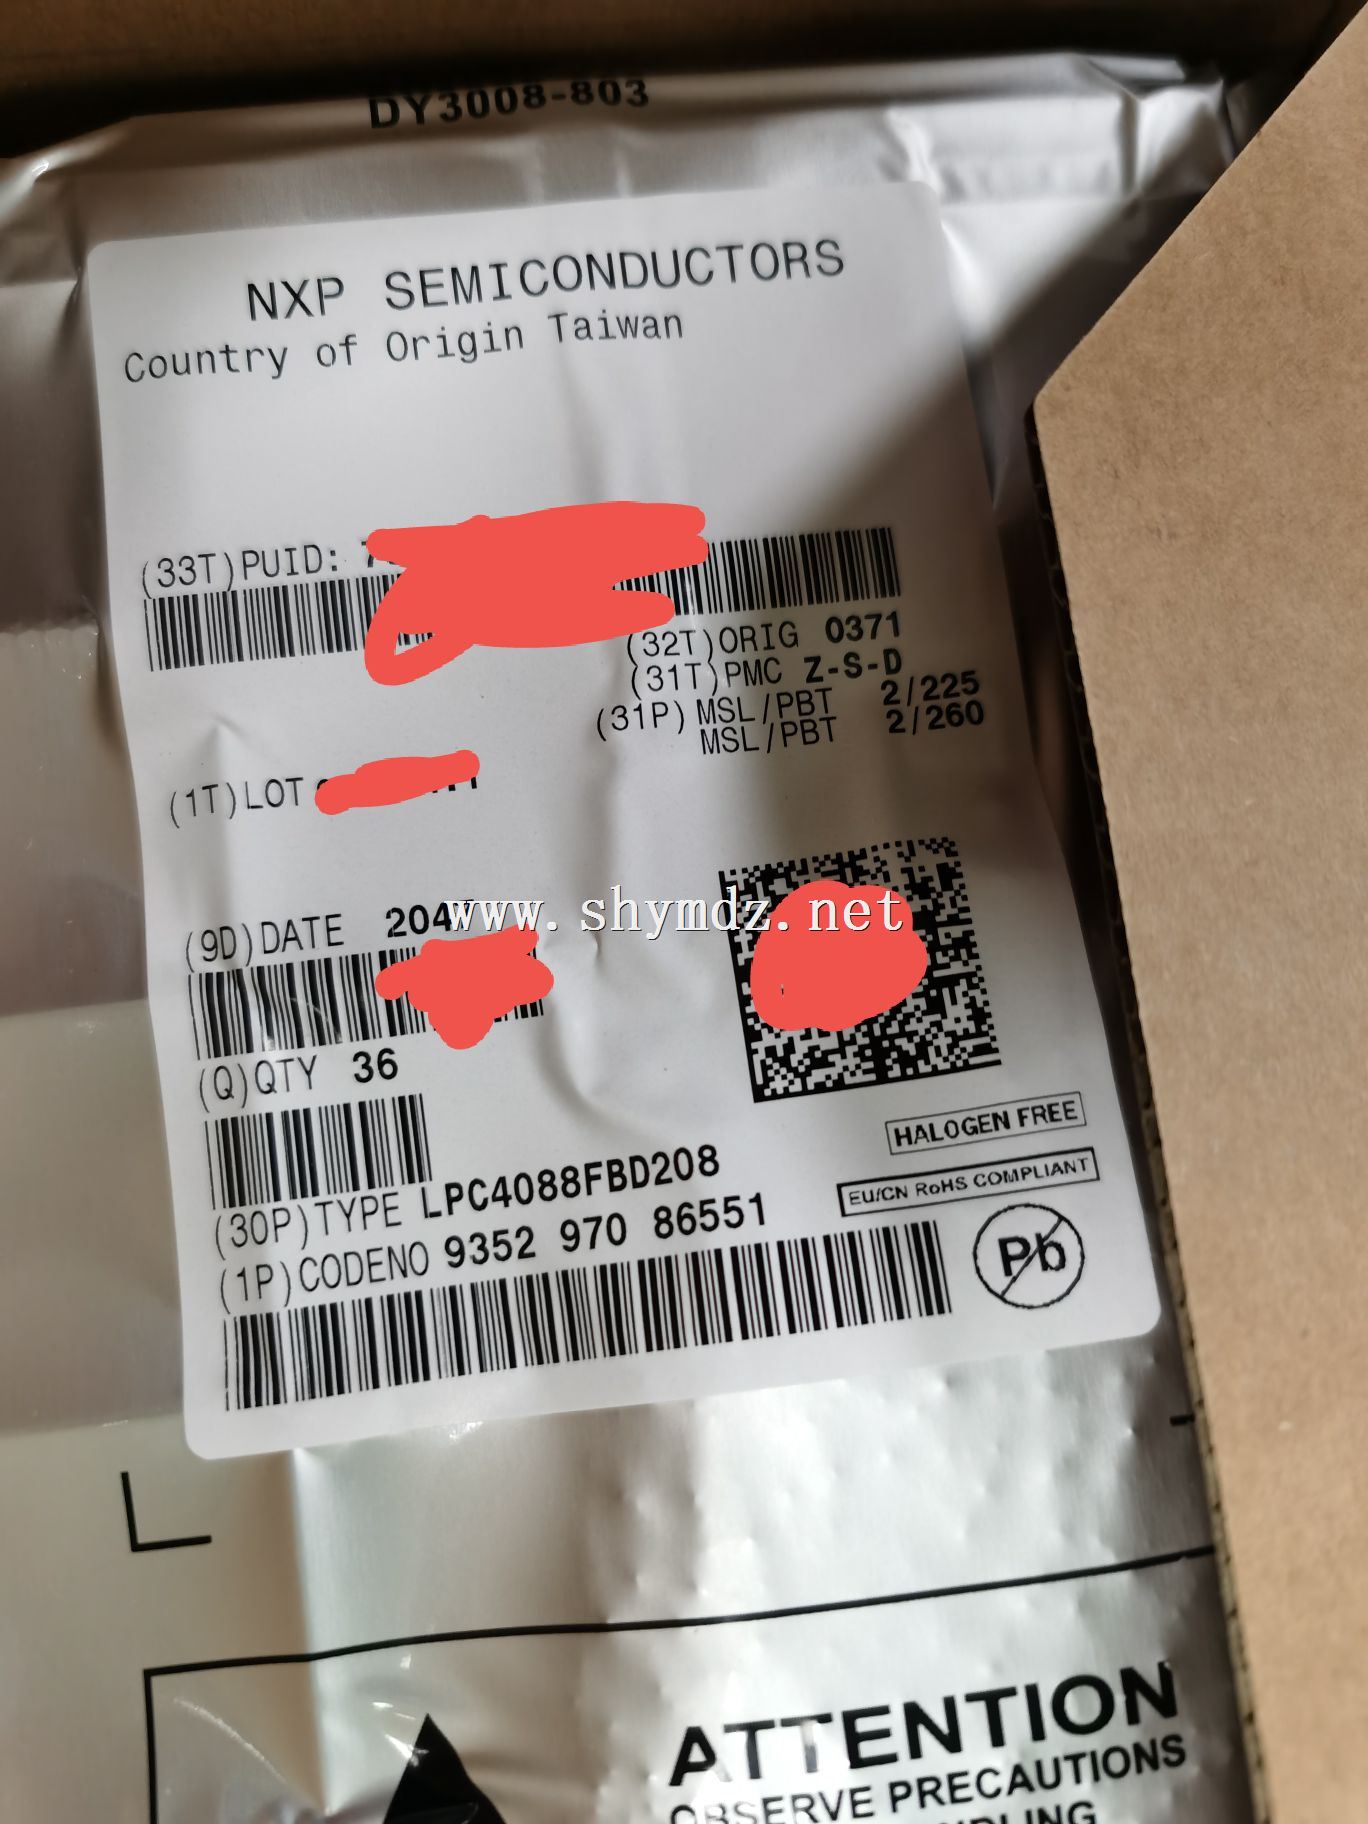 DY3008-803
NXP SEMICONDUCTORS
Country of Origin Taiwan
(33T)PUID:
(32T)ORIG 0371
(31T)PMC Z-S-D
(31P) MSL/PBT 2/225
MSL/PBT 2/260
(1T)LOT
(9D)DATE
www.shymdz.net
(Q)QTY 36
HALOGEN FREE
(30P)TYPE LPC4088FBD208
EU/CN RoHS COMPLIANT
(1P)CODENO 9352 970 86551
Pb
ATTENTION
OBSERVE PRECAUTIONS